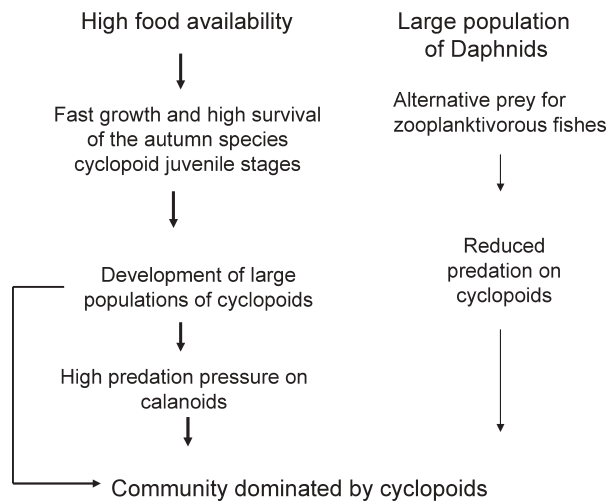 High food availability
Fast growth and high survival
of the autumn species
cyclopoid juvenile stages
Development of large
populations of cyclopoids
High predation pressure on
calanoids
Large population
of Daphnids
Alternative prey for
zooplanktivorous fishes
Reduced
predation on
cyclopoids
Community dominated by cyclopoids